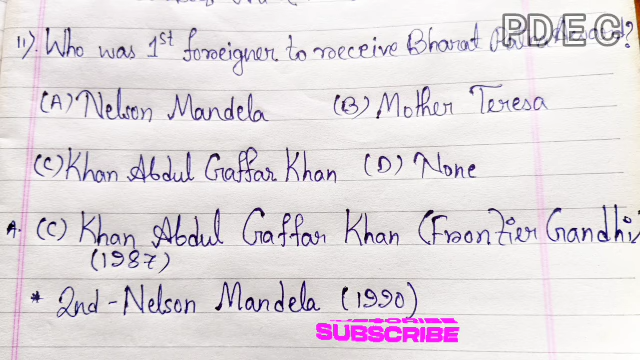 PDEC
11). Who was 1st foreigner to receive Bharat Award?
(A) Nelson Mandela (B) Mother Teresa
(C) Khan Abdul Gaffar Khan (D) None
A. (C) Khan Abdul Gaffar Khan (Frontier Gandhi)
(1987)
* 2nd - Nelson Mandela (1990)
SUBSCRIBE